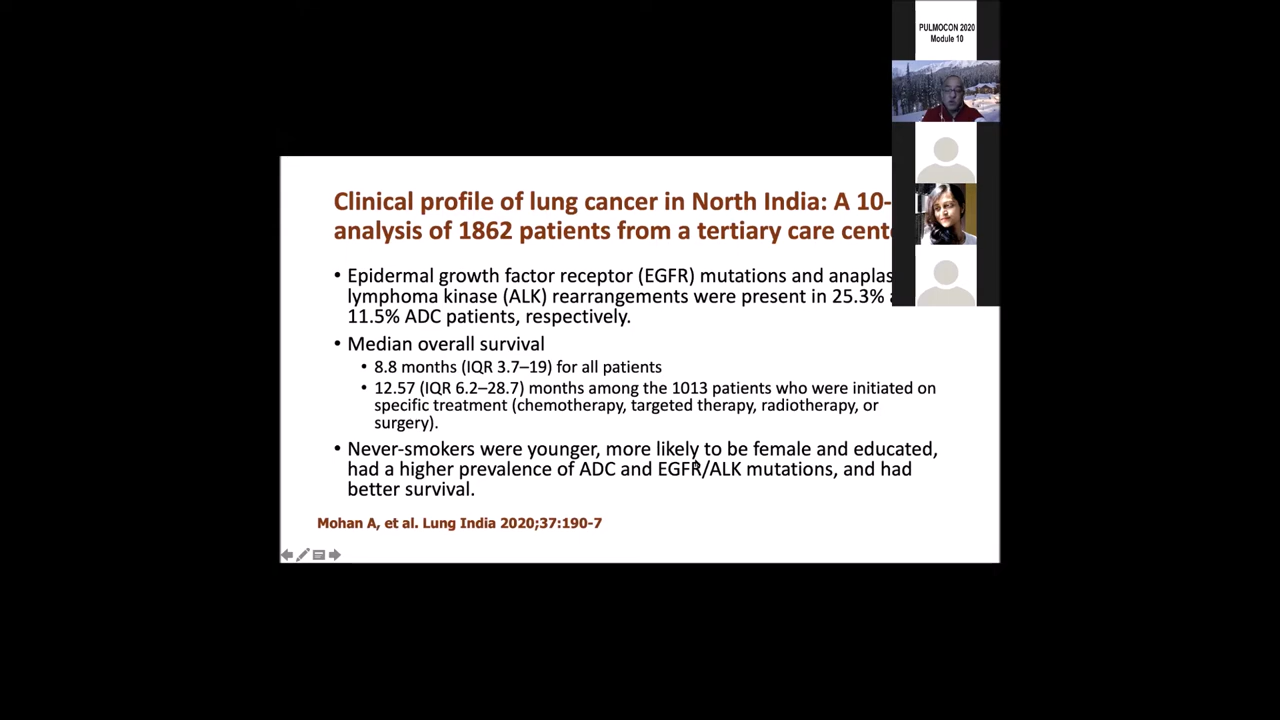 PULMOCON 2020
Module 10
Clinical profile of lung cancer in North India: A 10-
analysis of 1862 patients from a tertiary care
• Epidermal growth factor receptor (EGFR) mutations and
lymphoma kinase (ALK) rearrangements were present in 25.3%
11.5% ADC patients, respectively.
• Median overall survival
• 8.8 months (IQR 3.7–19) for all patients
• 12.57 (IQR 6.2–28.7) months among the 1013 patients who were initiated on
specific treatment (chemotherapy, targeted therapy, radiotherapy, or
surgery).
• Never-smokers were younger, more likely to be female and educated,
had a higher prevalence of ADC and EGFR/ALK mutations, and had
better survival.
Mohan A, et al. Lung India 2020;37:190-7